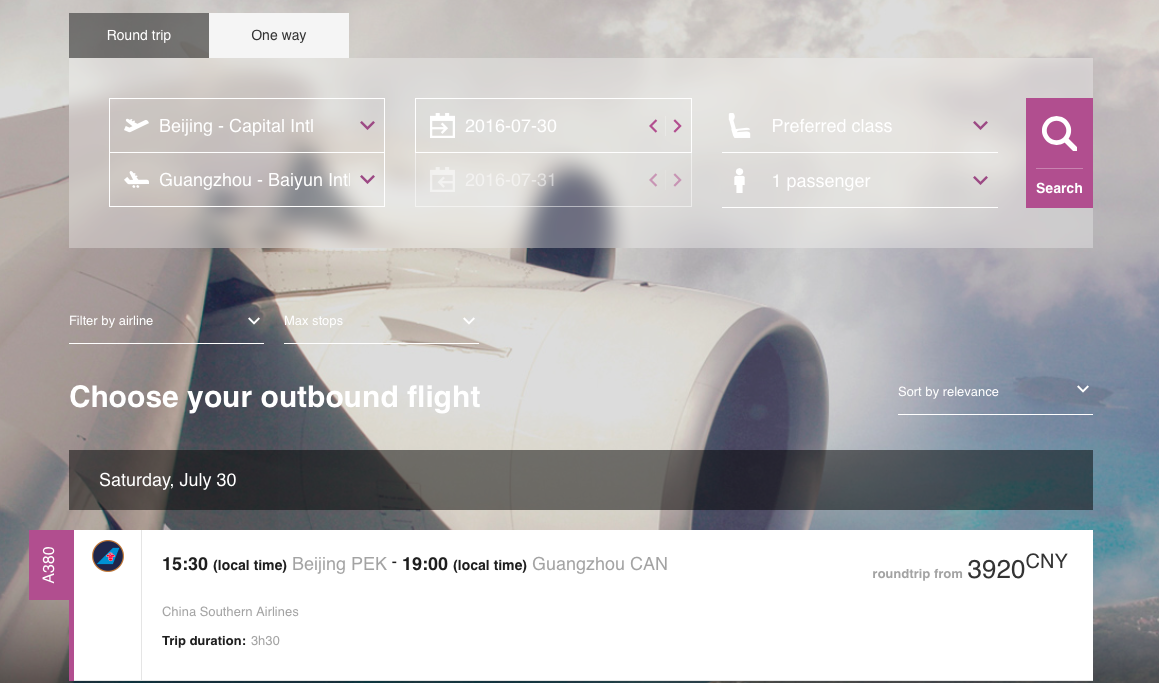 Round trip
One way
Beijing - Capital Intl
2016-07-30
Preferred class
Guangzhou - Baiyun Intl
2016-07-31
1 passenger
Search
Filter by airline
Max stops
Choose your outbound flight
Sort by relevance
Saturday, July 30
A380
15:30 (local time) Beijing PEK - 19:00 (local time) Guangzhou CAN
roundtrip from 3920CNY
China Southern Airlines
Trip duration: 3h30